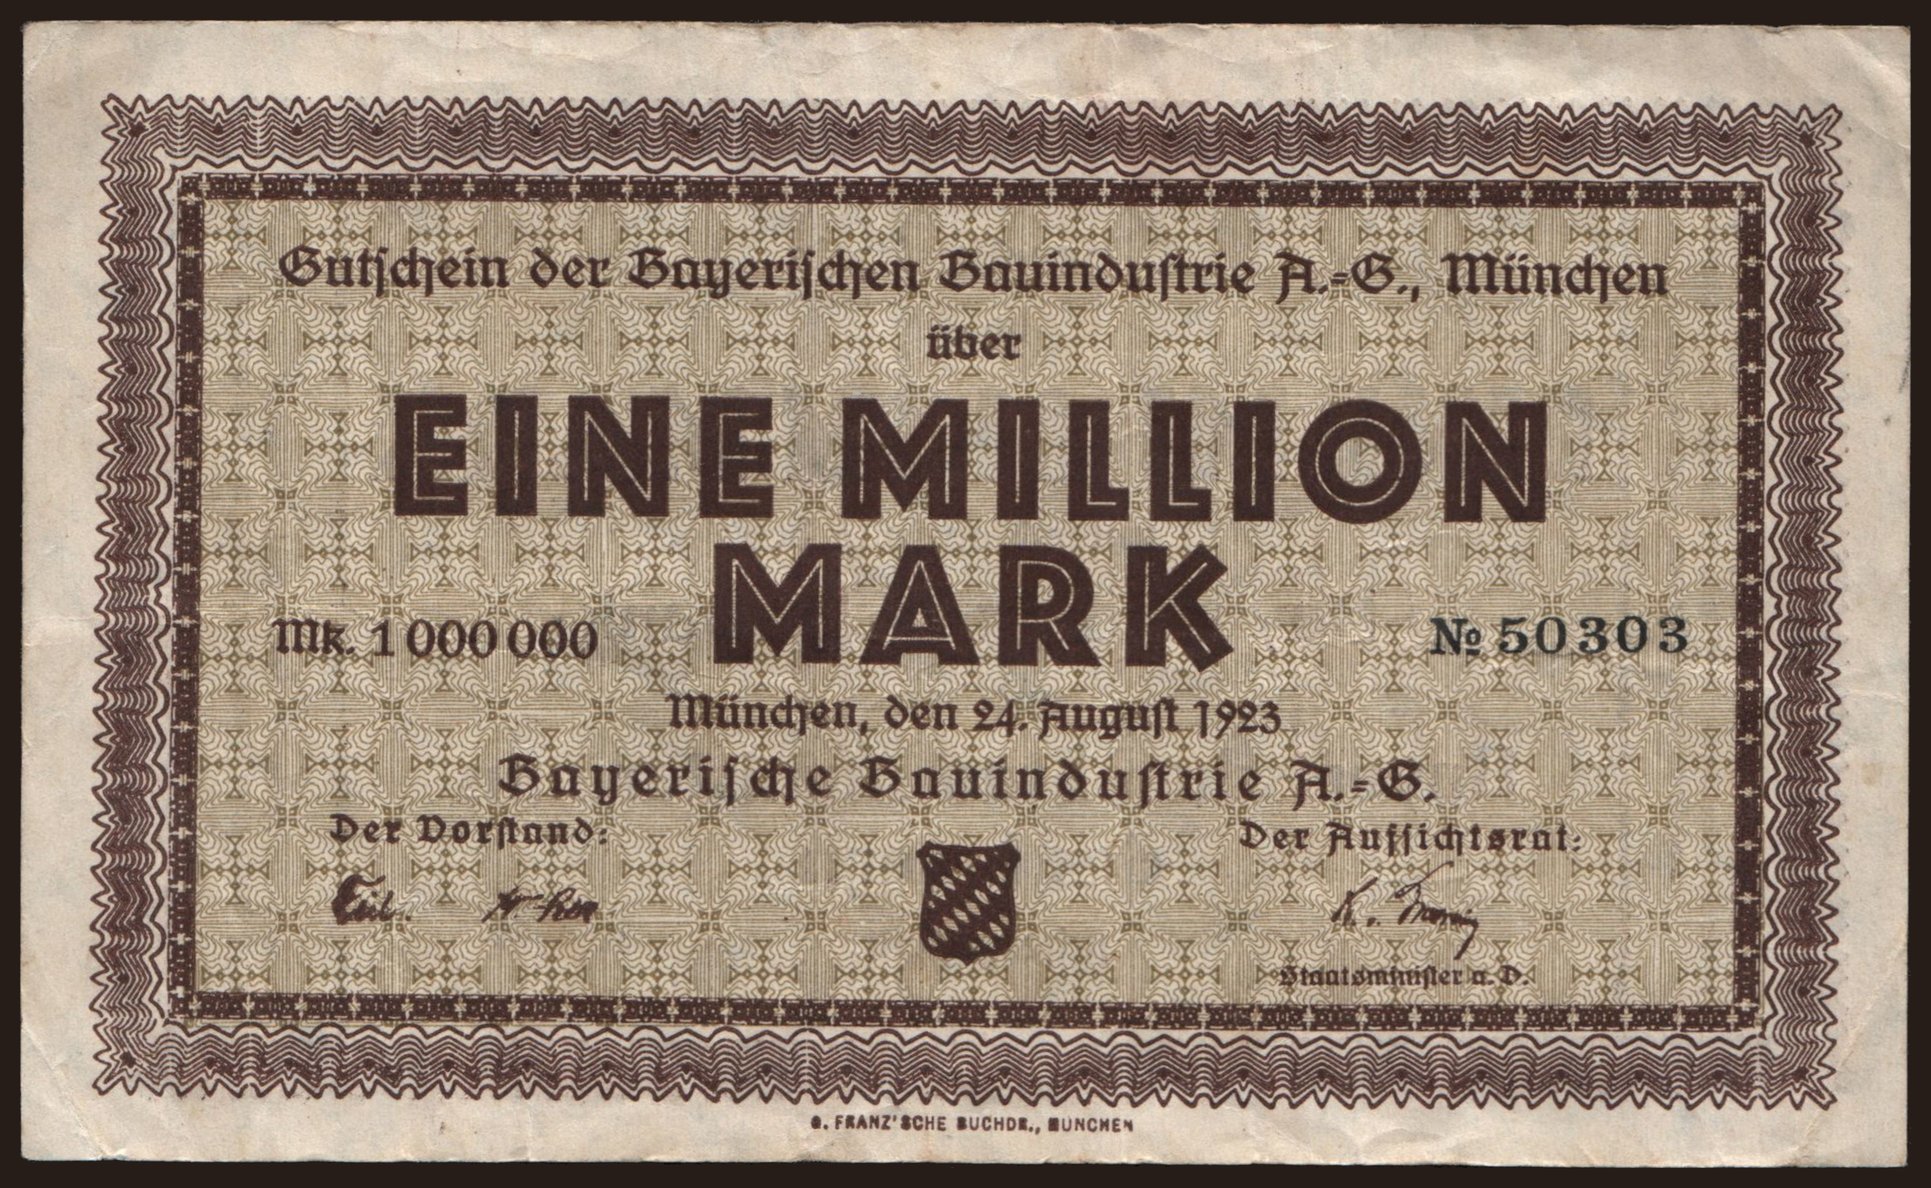 Gutschein der Bayerischen Bauindustrie A.=G., München
über
EINE MILLION
MARK
Mk. 1 000 000
№ 50303
München, den 24. August 1923
Bayerische Bauindustrie A.=G.
Der Vorstand:
Der Aufsichtsrat:
Staatsminister a. D.
G. FRANZ'SCHE BUCHDR., MÜNCHEN